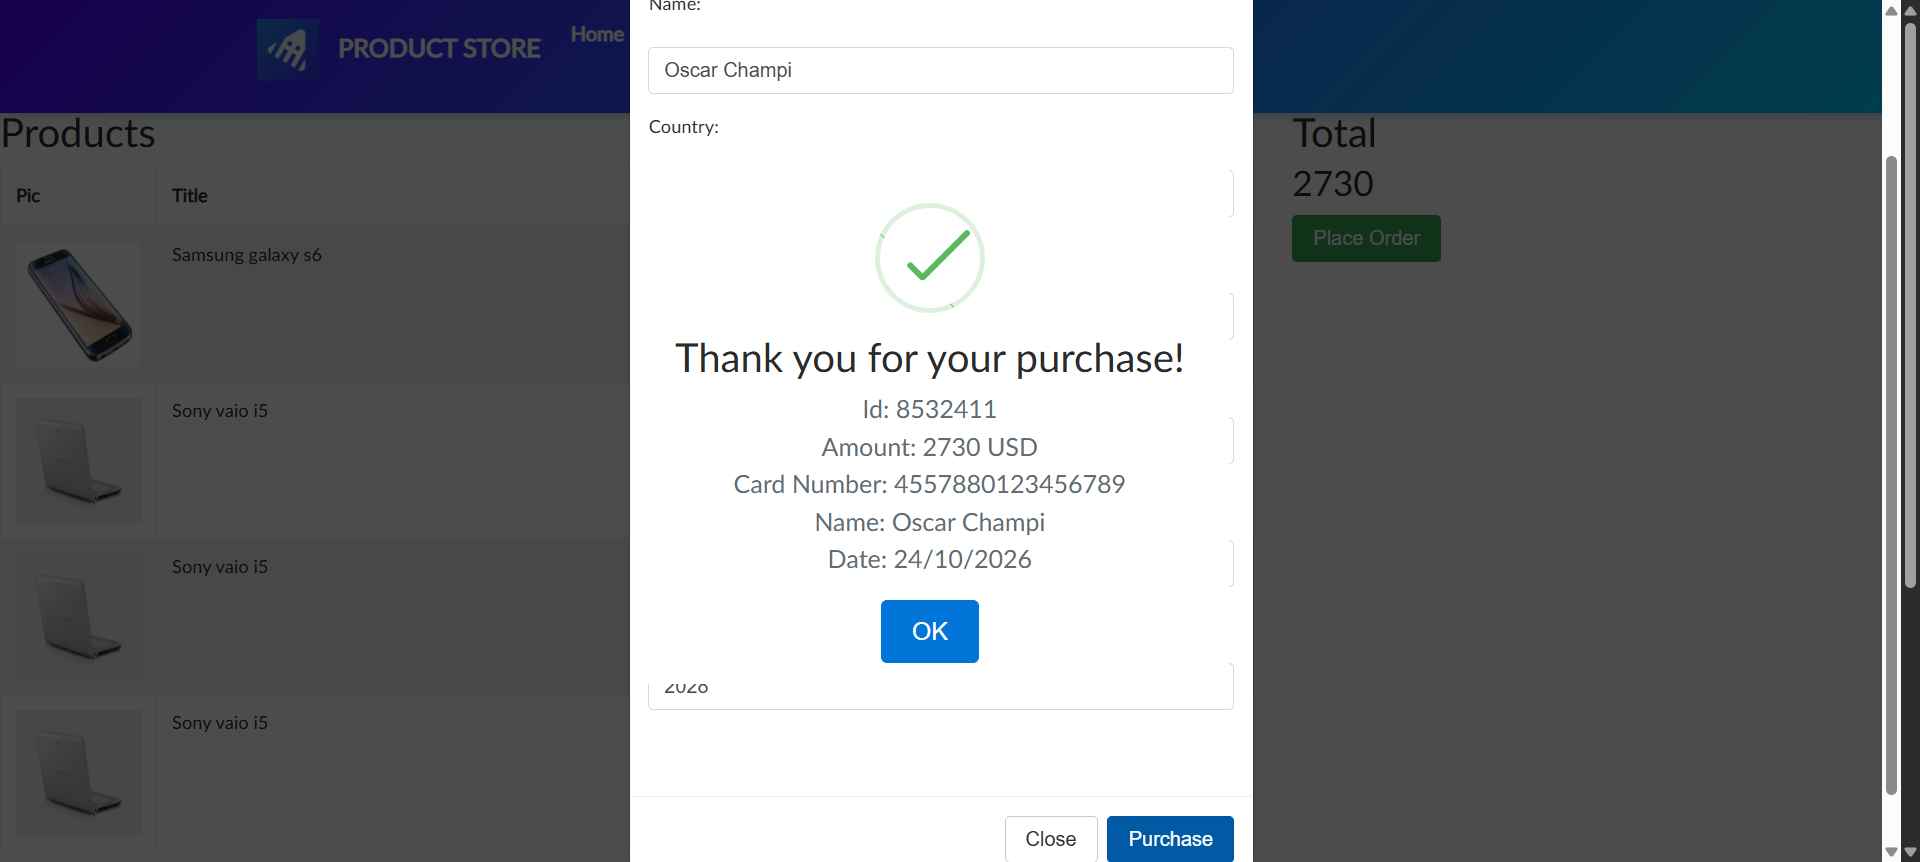 PRODUCT STORE
Home
Products
Pic
Title
Samsung galaxy s6
Sony vaio i5
Sony vaio i5
Sony vaio i5
Name:
Oscar Champi
Country:
Thank you for your purchase!
Id: 8532411
Amount: 2730 USD
Card Number: 4557880123456789
Name: Oscar Champi
Date: 24/10/2026
OK
2026
Close
Purchase
Total
2730
Place Order